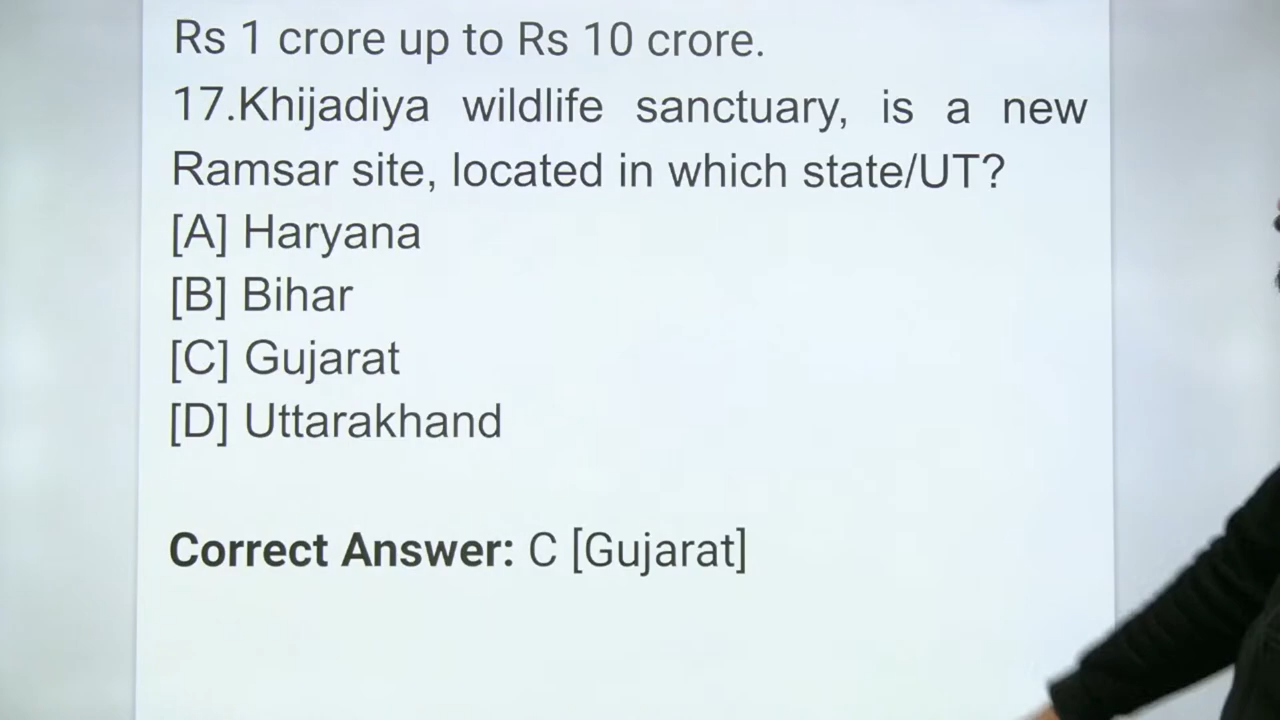 Rs 1 crore up to Rs 10 crore.
17.Khijadiya wildlife sanctuary, is a new
Ramsar site, located in which state/UT?
[A] Haryana
[B] Bihar
[C] Gujarat
[D] Uttarakhand
Correct Answer: C [Gujarat]